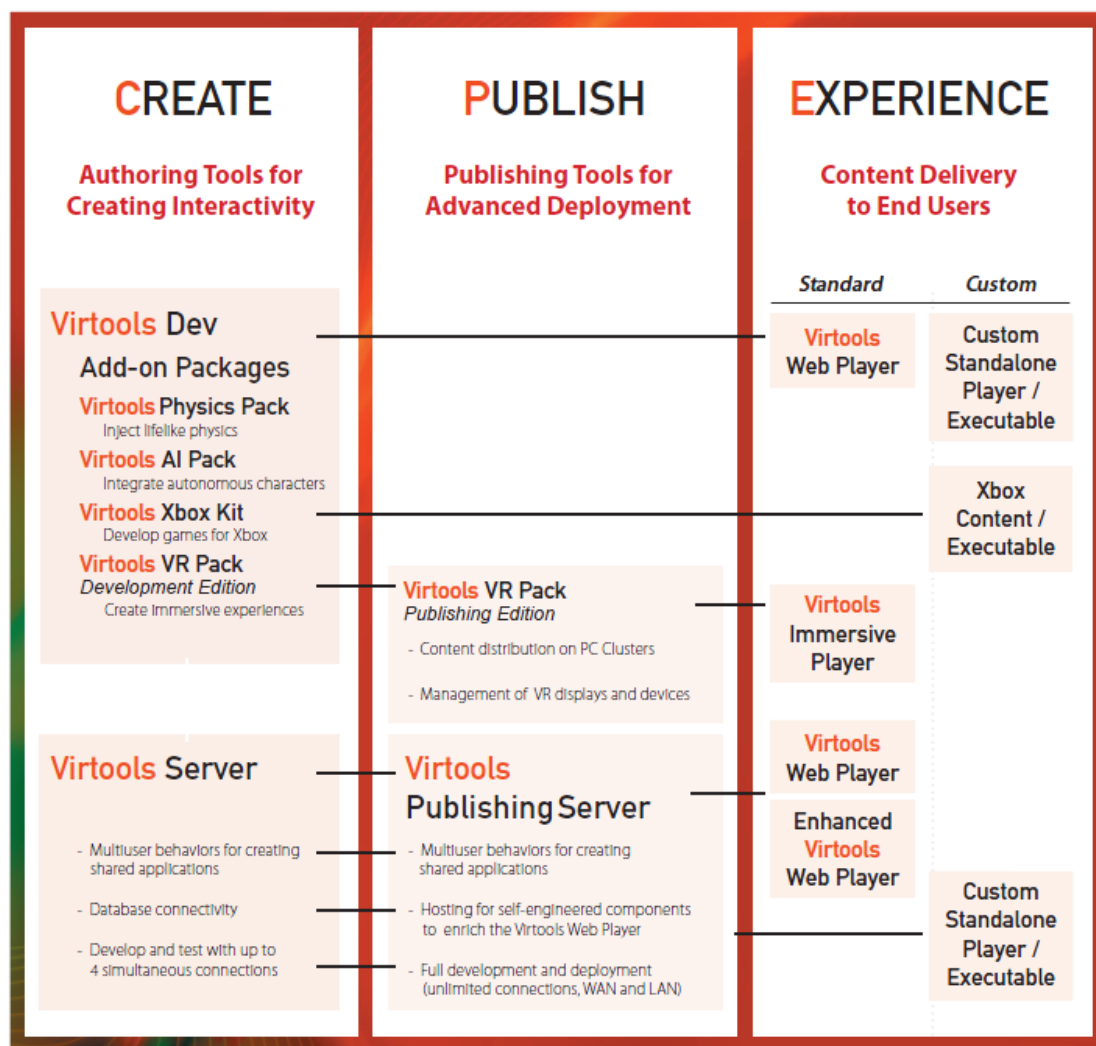 CREATE
Authoring Tools for
Creating Interactivity
Virtools Dev
Add-on Packages
Virtools Physics Pack
Inject lifelike physics
Virtools AI Pack
Integrate autonomous characters
Virtools Xbox Kit
Develop games for Xbox
Virtools VR Pack
Development Edition
Create immersive experiences
Virtools Server
- Multiuser behaviors for creating
shared applications
- Database connectivity
- Develop and test with up to
4 simultaneous connections
PUBLISH
Publishing Tools for
Advanced Deployment
Virtools VR Pack
Publishing Edition
- Content distribution on PC Clusters
- Management of VR displays and devices
Virtools
Publishing Server
- Multiuser behaviors for creating
shared applications
- Hosting for self-engineered components
to enrich the Virtools Web Player
- Full development and deployment
(unlimited connections, WAN and LAN)
EXPERIENCE
Content Delivery
to End Users
Standard
Virtools
Web Player
Virtools
Immersive
Player
Virtools
Web Player
Enhanced
Virtools
Web Player
Custom
Custom
Standalone
Player /
Executable
Xbox
Content /
Executable
Custom
Standalone
Player /
Executable